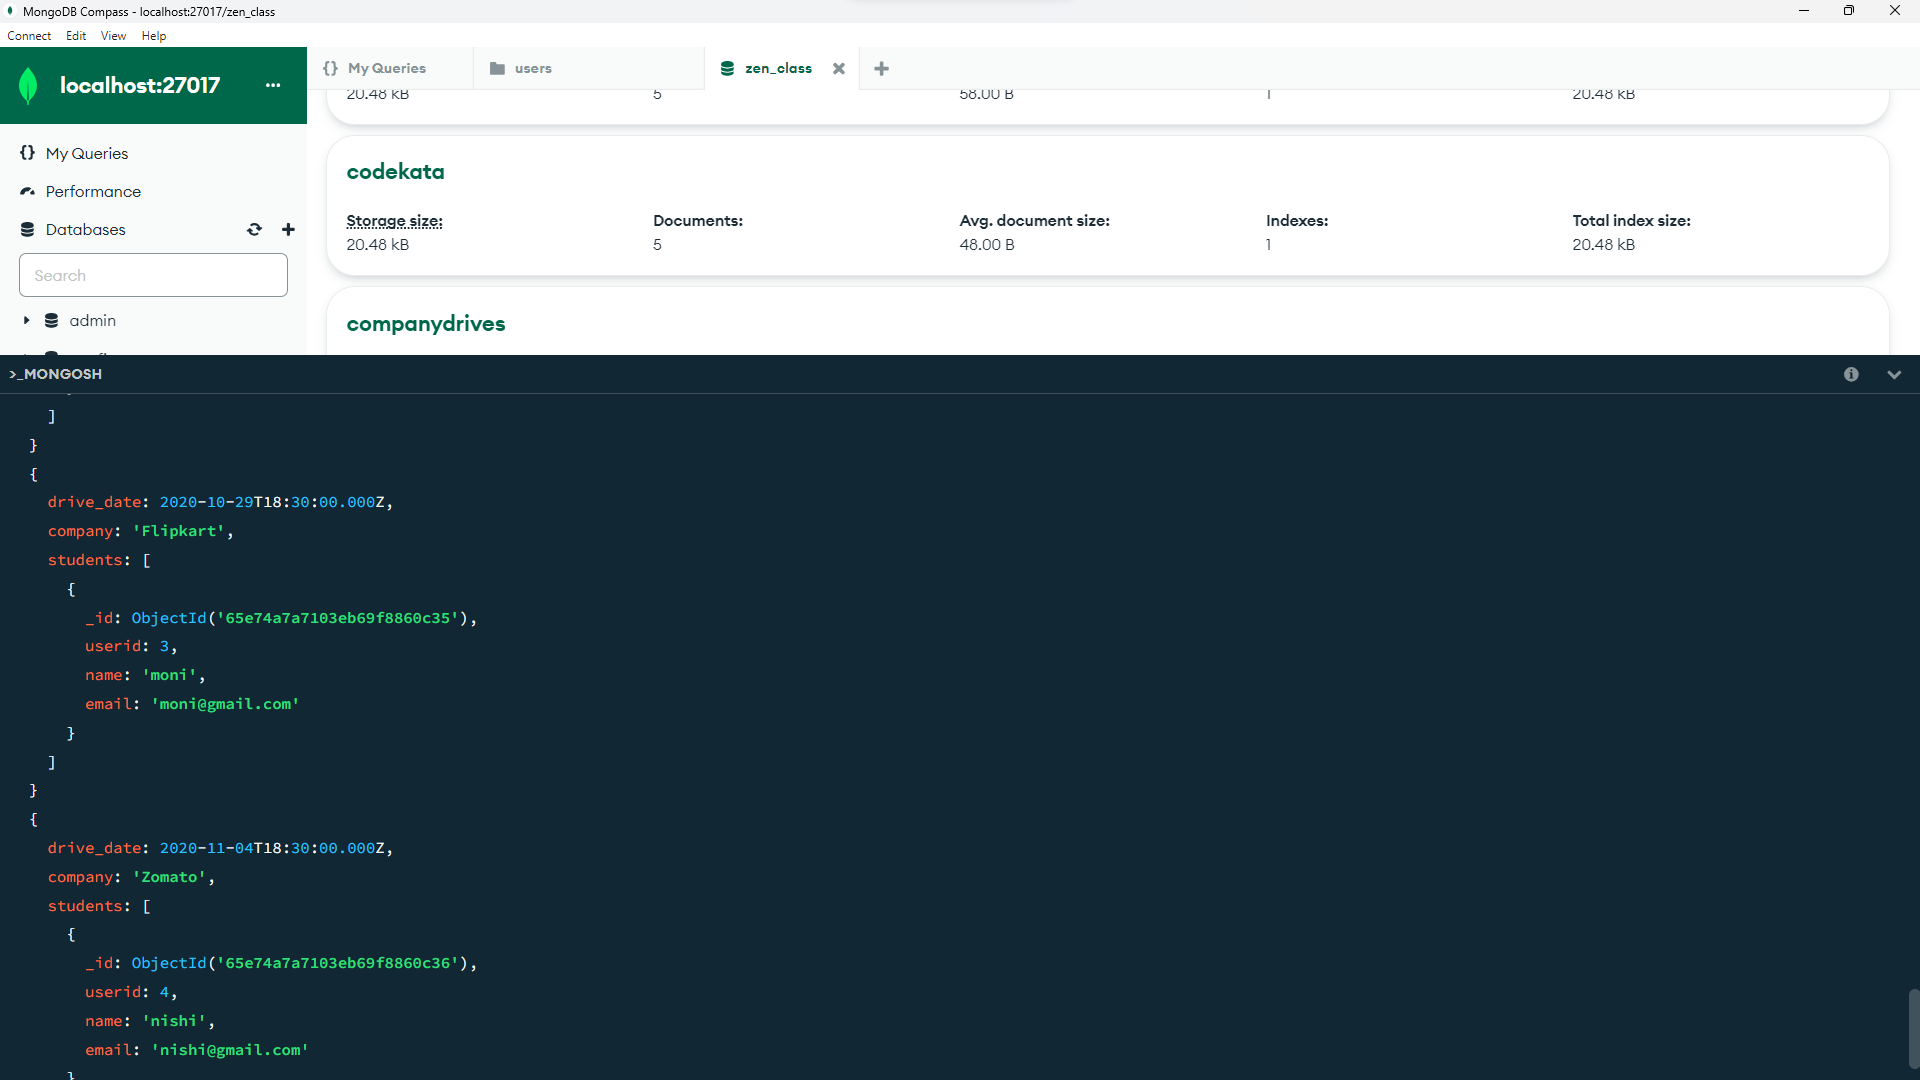 MongoDB Compass - localhost:27017/zen_class
Connect Edit View Help
localhost:27017 ...
{} My Queries
users
zen_class
My Queries
Performance
Databases
Search
admin
20.48 kB 5 58.00 B 1 20.48 kB
codekata
Storage size: Documents: Avg. document size: Indexes: Total index size:
20.48 kB 5 48.00 B 1 20.48 kB
companydrives
>_MONGOSH
]
}
{
drive_date: 2020-10-29T18:30:00.000Z,
company: 'Flipkart',
students: [
{
_id: ObjectId('65e74a7a7103eb69f8860c35'),
userid: 3,
name: 'moni',
email: 'moni@gmail.com'
}
]
}
{
drive_date: 2020-11-04T18:30:00.000Z,
company: 'Zomato',
students: [
{
_id: ObjectId('65e74a7a7103eb69f8860c36'),
userid: 4,
name: 'nishi',
email: 'nishi@gmail.com'
}